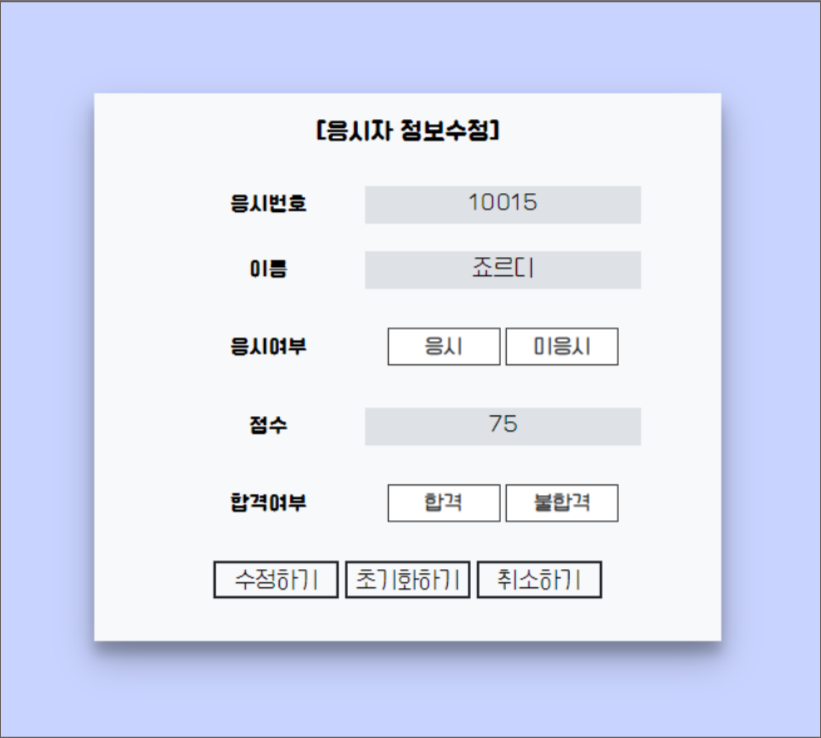 [응시자 정보수정]
응시번호 10015
이름 죠르디
응시여부 응시 미응시
점수 75
합격여부 합격 불합격
수정하기 초기화하기 취소하기